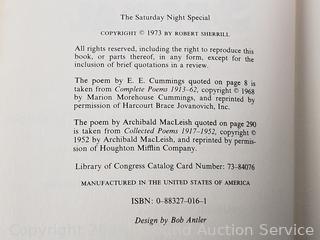 The Saturday Night Special
COPYRIGHT © 1973 BY ROBERT SHERRILL
All rights reserved, including the right to reproduce this
book, or parts thereof, in any form, except for the
inclusion of brief quotations in a review.
The poem by E. E. Cummings quoted on page 8 is
taken from Complete Poems 1913–62, copyright © 1968
by Marion Morehouse Cummings, and reprinted by
permission of Harcourt Brace Jovanovich, Inc.
The poem by Archibald MacLeish quoted on page 290
is taken from Collected Poems 1917–1952, copyright ©
1952 by Archibald MacLeish, and reprinted by permis-
sion of Houghton Mifflin Company.
Library of Congress Catalog Card Number: 73–84076
MANUFACTURED IN THE UNITED STATES OF AMERICA
ISBN: 0–88327–016–1
Design by Bob Antler
Auction Service